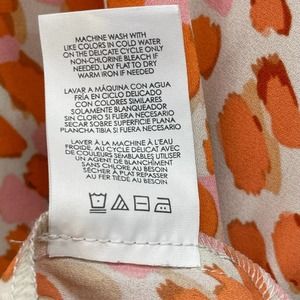 MACHINE WASH WITH
LIKE COLORS IN COLD WATER
ON THE DELICATE CYCLE ONLY
NON-CHLORINE BLEACH IF
NEEDED. LAY FLAT TO DRY
WARM IRON IF NEEDED
LAVAR A MÁQUINA CON AGUA
FRÍA EN CICLO DELICADO
CON COLORES SIMILARES
SOLAMENTE BLANQUEADOR
SIN CLORO SI FUERA NECESARIO
SECAR SOBRE SUPERFICIE PLANA
PLANCHA TIBIA SI FUERA NECESARIO
LAVER À LA MACHINE À L'EAU
FROIDE, AU CYCLE DÉLICAT AVEC
DE COULEURS SEMBLABLES UTILISER
UN AGENT DE BLANCHIMENT
SANS CHLORE AU BESOIN
SÉCHER À PLAT REPASSER
TIÈDE AU BESOIN